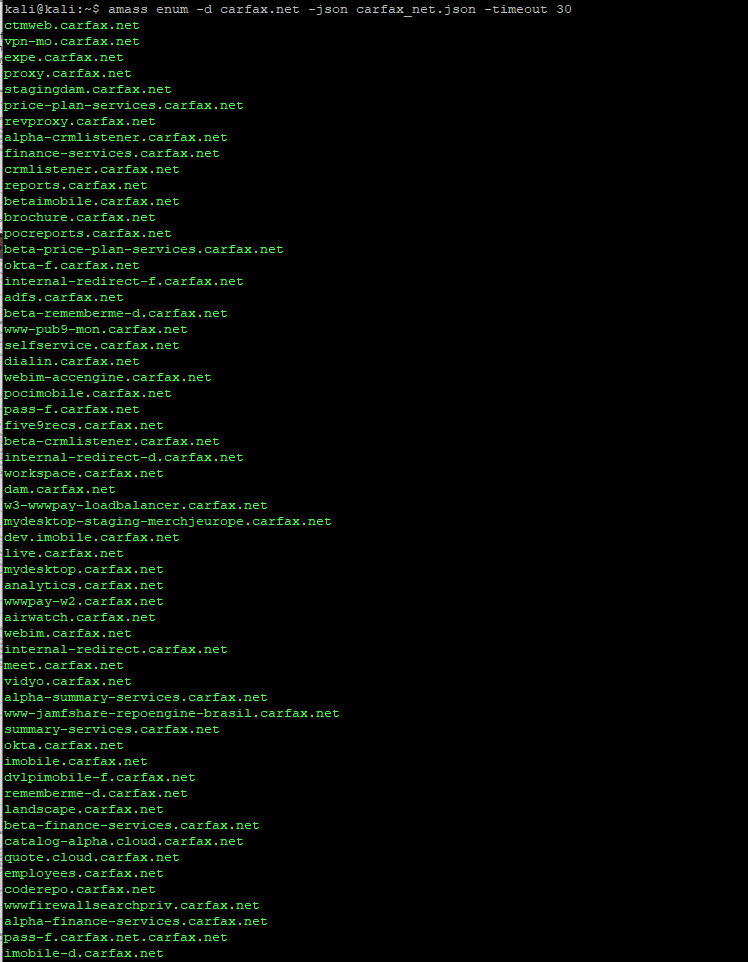 kali@kali:~$ amass enum -d carfax.net -json carfax_net.json -timeout 30
ctmweb.carfax.net
vpn-mo.carfax.net
expe.carfax.net
proxy.carfax.net
stagingdam.carfax.net
price-plan-services.carfax.net
revproxy.carfax.net
alpha-crmlistener.carfax.net
finance-services.carfax.net
crmlistener.carfax.net
reports.carfax.net
betaimobile.carfax.net
brochure.carfax.net
pocreports.carfax.net
beta-price-plan-services.carfax.net
okta-f.carfax.net
internal-redirect-f.carfax.net
adfs.carfax.net
beta-rememberme-d.carfax.net
www-pub9-mon.carfax.net
selfservice.carfax.net
dialin.carfax.net
webim-accengine.carfax.net
pocimobile.carfax.net
pass-f.carfax.net
five9recs.carfax.net
beta-crmlistener.carfax.net
internal-redirect-d.carfax.net
workspace.carfax.net
dam.carfax.net
w3-wwwpay-loadbalancer.carfax.net
mydesktop-staging-merchjeurope.carfax.net
dev.imobile.carfax.net
live.carfax.net
mydesktop.carfax.net
analytics.carfax.net
wwwpay-w2.carfax.net
airwatch.carfax.net
webim.carfax.net
internal-redirect.carfax.net
meet.carfax.net
vidyo.carfax.net
alpha-summary-services.carfax.net
www-jamfshare-repoengine-brasil.carfax.net
summary-services.carfax.net
okta.carfax.net
imobile.carfax.net
dvlpimobile-f.carfax.net
rememberme-d.carfax.net
landscape.carfax.net
beta-finance-services.carfax.net
catalog-alpha.cloud.carfax.net
quote.cloud.carfax.net
employees.carfax.net
coderepo.carfax.net
wwwfirewallsearchpriv.carfax.net
alpha-finance-services.carfax.net
pass-f.carfax.net.carfax.net
imobile-d.carfax.net